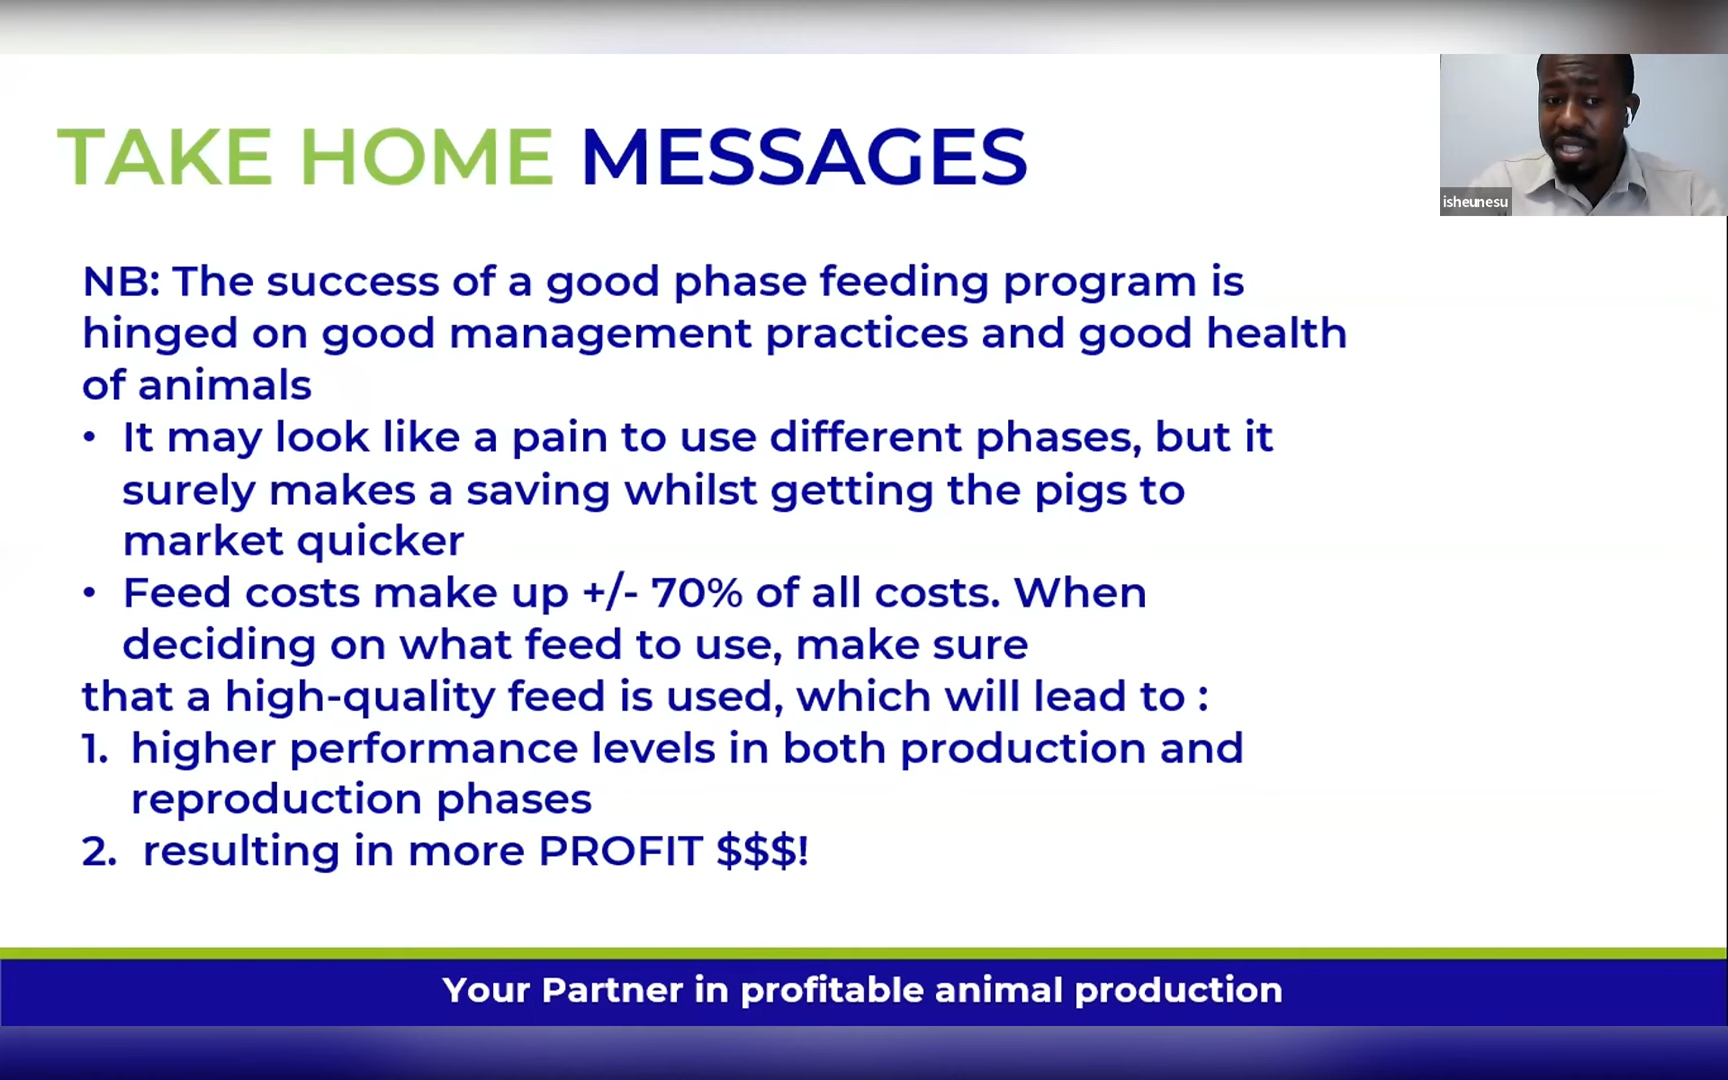 TAKE HOME MESSAGES
isheunesu
NB: The success of a good phase feeding program is
hinged on good management practices and good health
of animals
• It may look like a pain to use different phases, but it
surely makes a saving whilst getting the pigs to
market quicker
• Feed costs make up +/- 70% of all costs. When
deciding on what feed to use, make sure
that a high-quality feed is used, which will lead to :
1. higher performance levels in both production and
reproduction phases
2. resulting in more PROFIT $$$!
Your Partner in profitable animal production